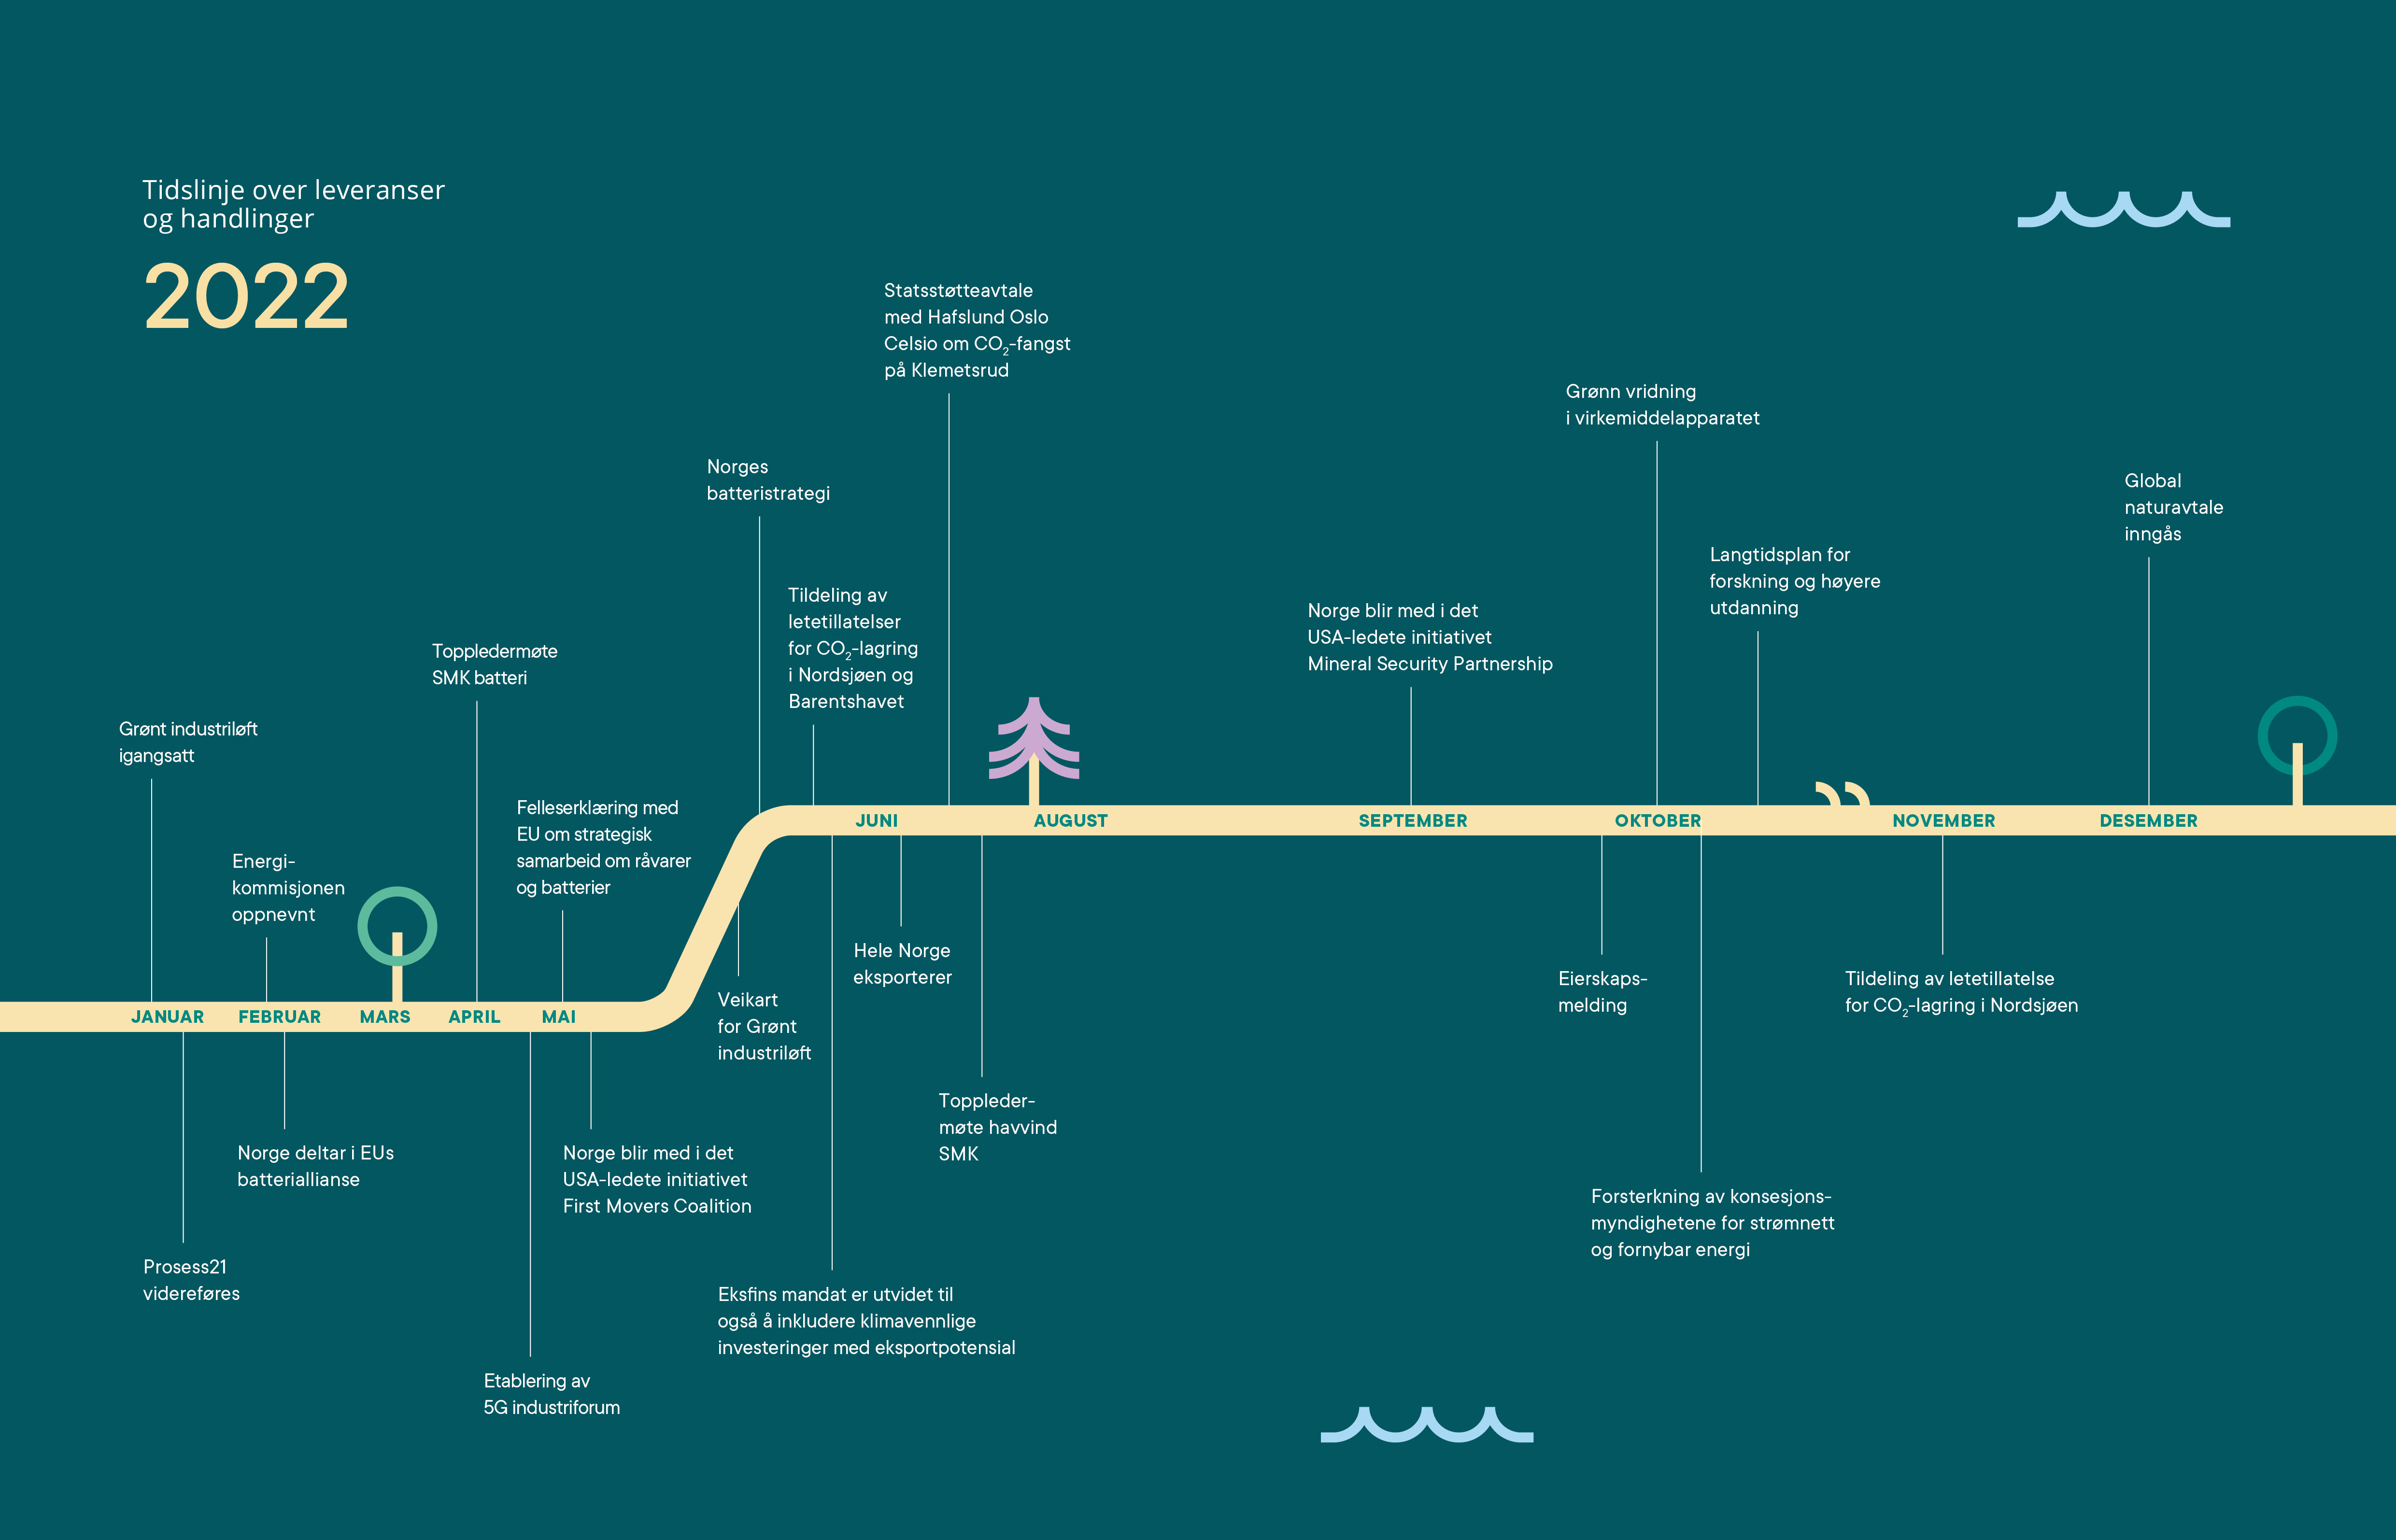 Tidslinje over leveranser
og handlinger
2022
Statsstøtteavtale
med Hafslund Oslo
Celsio om CO₂-fangst
på Klemetsrud
Grønn vridning
i virkemiddelapparatet
Norges
batteristrategi
Global
naturavtale
inngås
Langtidsplan for
forskning og høyere
utdanning
Tildeling av
letetillatelser
for CO₂-lagring
i Nordsjøen og
Barentshavet
Norge blir med i det
USA-ledete initiativet
Mineral Security Partnership
Toppledermøte
SMK batteri
Grønt industriløft
igangsatt
Felleserklæring med
EU om strategisk
samarbeid om råvarer
og batterier
Energi-
kommisjonen
oppnevnt
JANUAR
FEBRUAR
MARS
APRIL
MAI
JUNI
AUGUST
SEPTEMBER
OKTOBER
NOVEMBER
DESEMBER
Hele Norge
eksporterer
Eierskaps-
melding
Tildeling av letetillatelse
for CO₂-lagring i Nordsjøen
Veikart
for Grønt
industriløft
Toppleder-
møte havvind
SMK
Norge deltar i EUs
batteriallianse
Norge blir med i det
USA-ledete initiativet
First Movers Coalition
Forsterkning av konsesjons-
myndighetene for strømnett
og fornybar energi
Prosess21
videreføres
Eksfins mandat er utvidet til
også å inkludere klimavennlige
investeringer med eksportpotensial
Etablering av
5G industriforum